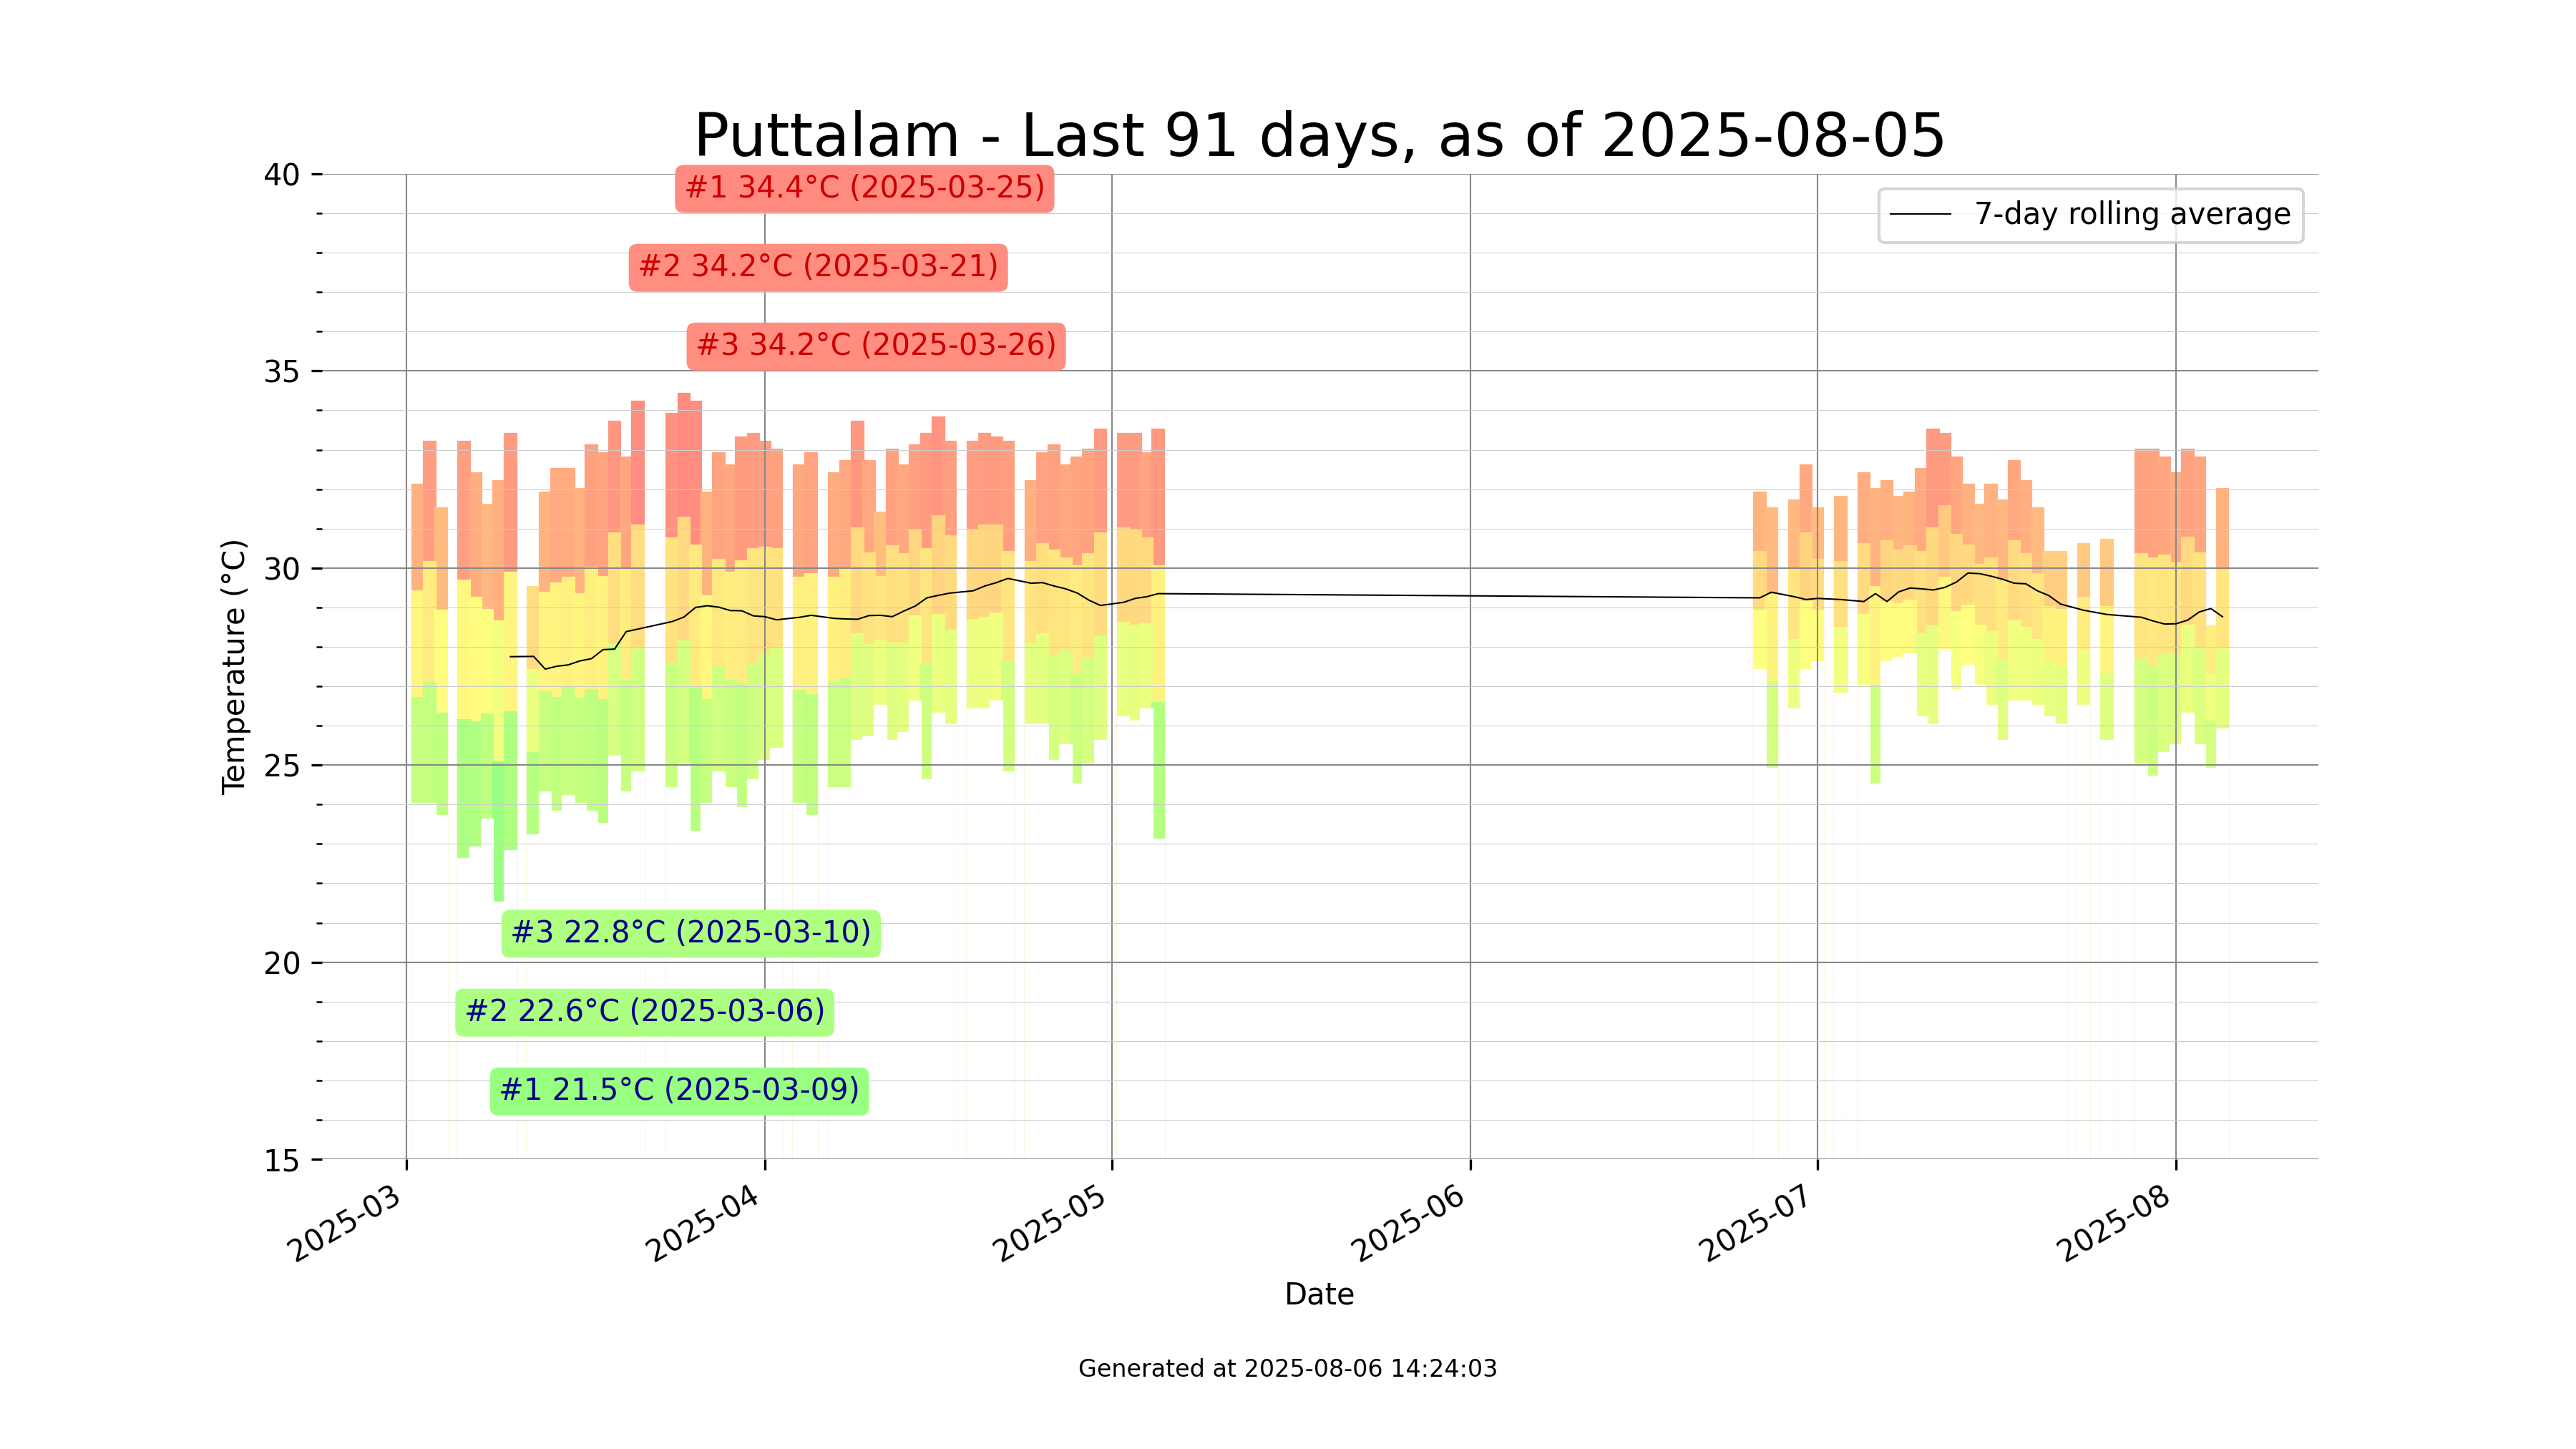 Puttalam - Last 91 days, as of 2025-08-05
40
#1 34.4°C (2025-03-25)
7-day rolling average
#2 34.2°C (2025-03-21)
#3 34.2°C (2025-03-26)
35
30
Temperature (°C)
25
#3 22.8°C (2025-03-10)
20
#2 22.6°C (2025-03-06)
#1 21.5°C (2025-03-09)
15
2025-03
2025-04
2025-05
2025-06
2025-07
2025-08
Date
Generated at 2025-08-06 14:24:03